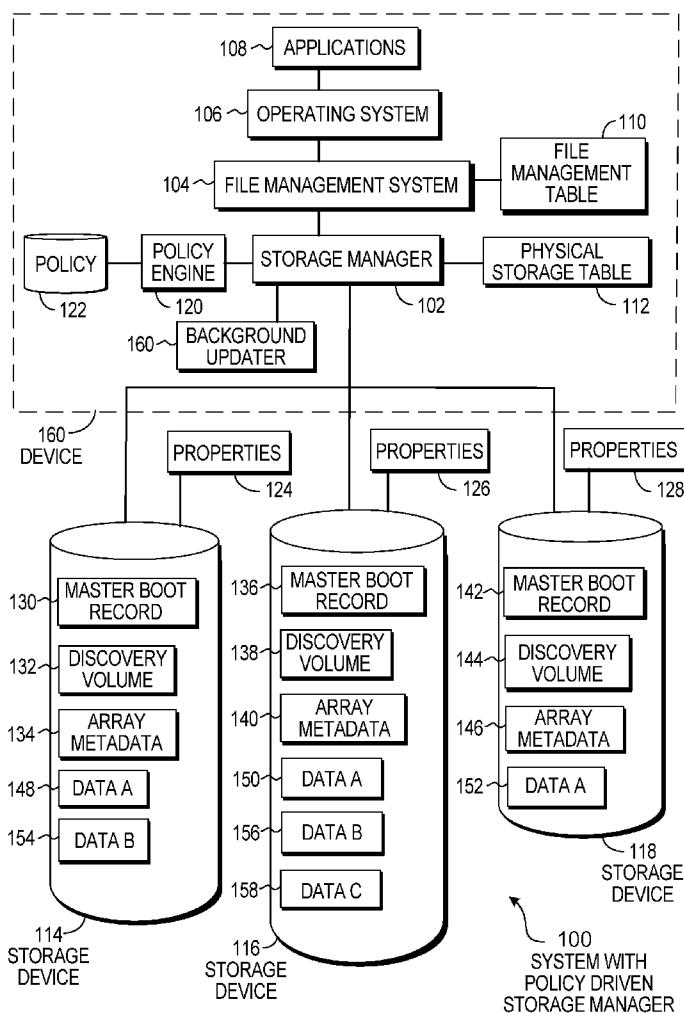 108
APPLICATIONS
106
OPERATING SYSTEM
110
104
FILE MANAGEMENT SYSTEM
FILE
MANAGEMENT
TABLE
POLICY
122
POLICY
ENGINE
120
STORAGE MANAGER
102
PHYSICAL
STORAGE TABLE
112
160
BACKGROUND
UPDATER
160
DEVICE
PROPERTIES
124
PROPERTIES
126
PROPERTIES
128
130
MASTER BOOT
RECORD
132
DISCOVERY
VOLUME
134
ARRAY
METADATA
148
DATA A
154
DATA B
114
STORAGE
DEVICE
136
MASTER BOOT
RECORD
138
DISCOVERY
VOLUME
140
ARRAY
METADATA
150
DATA A
156
DATA B
158
DATA C
116
STORAGE
DEVICE
142
MASTER BOOT
RECORD
144
DISCOVERY
VOLUME
146
ARRAY
METADATA
152
DATA A
118
STORAGE
DEVICE
100
SYSTEM WITH
POLICY DRIVEN
STORAGE MANAGER